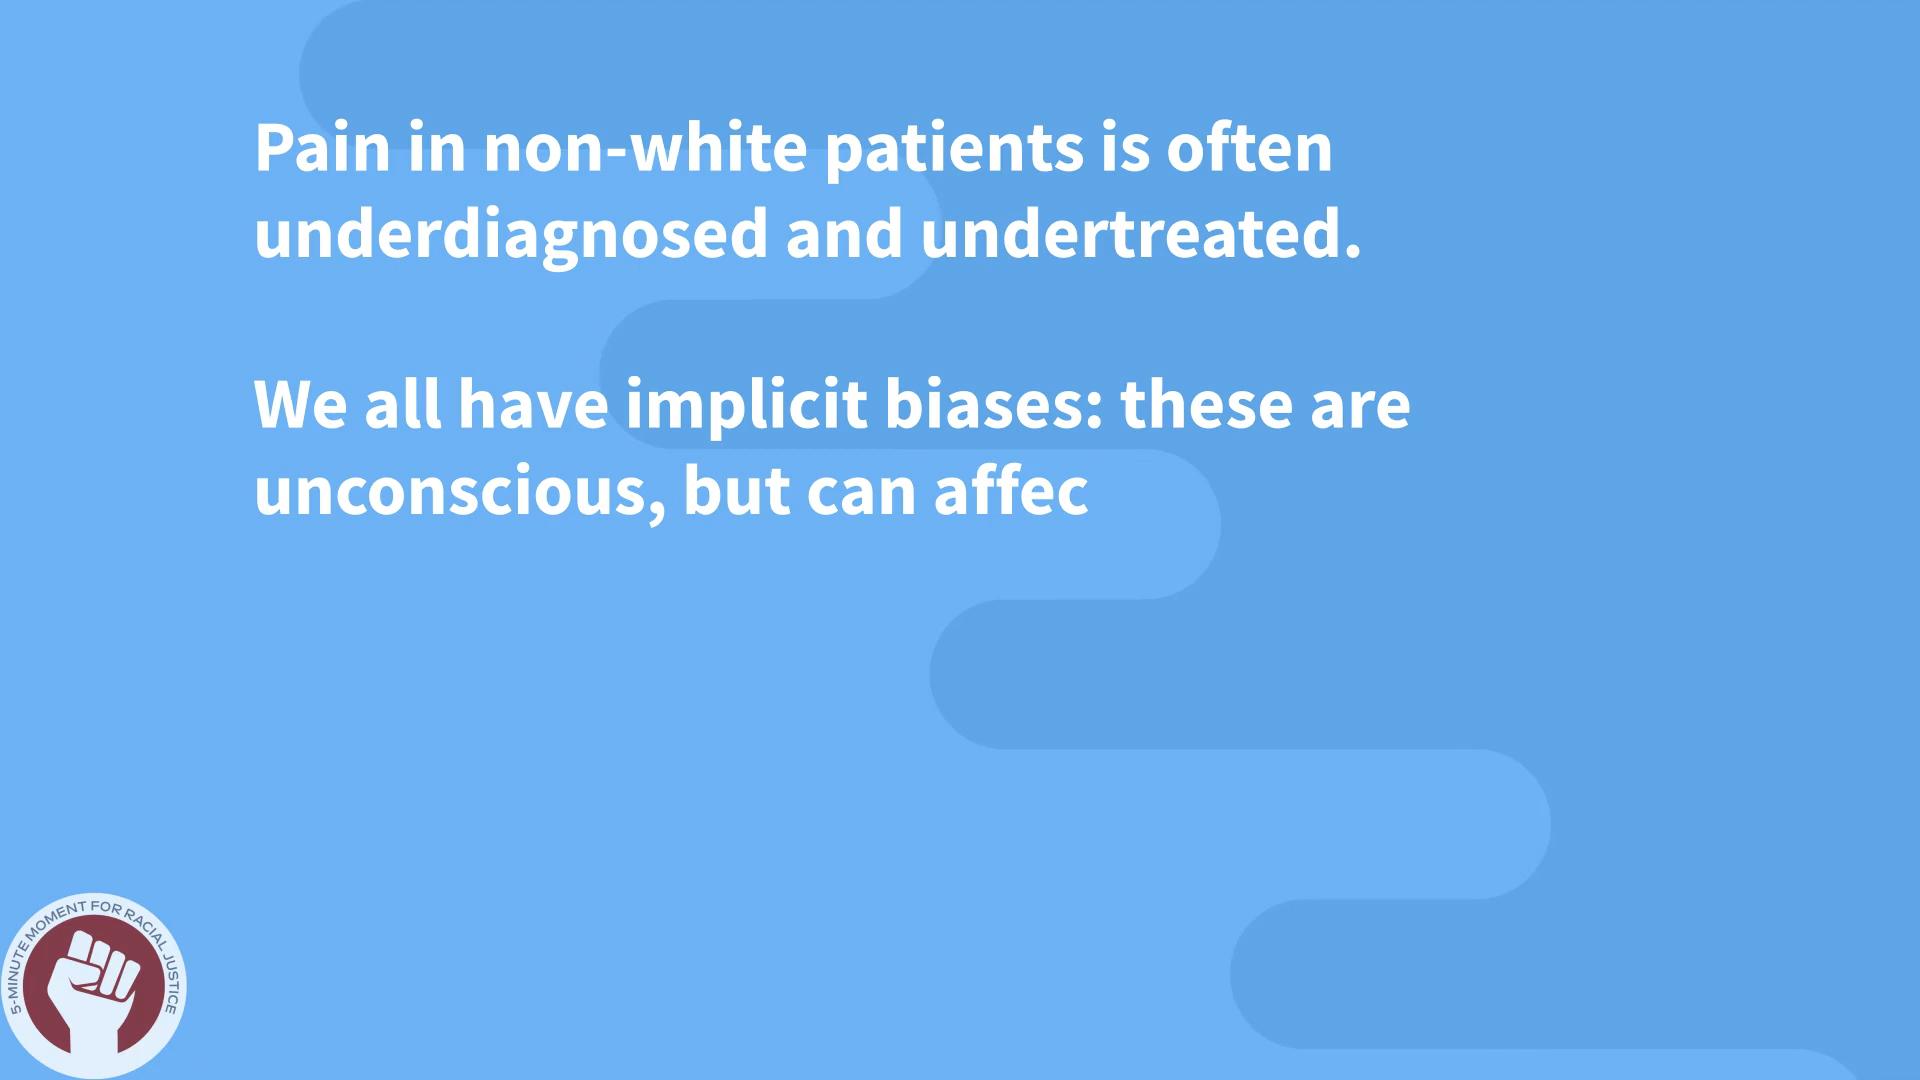 Pain in non-white patients is often
underdiagnosed and undertreated.
We all have implicit biases: these are
unconscious, but can affec
5-MINUTE MOMENT FOR RACIAL JUSTICE